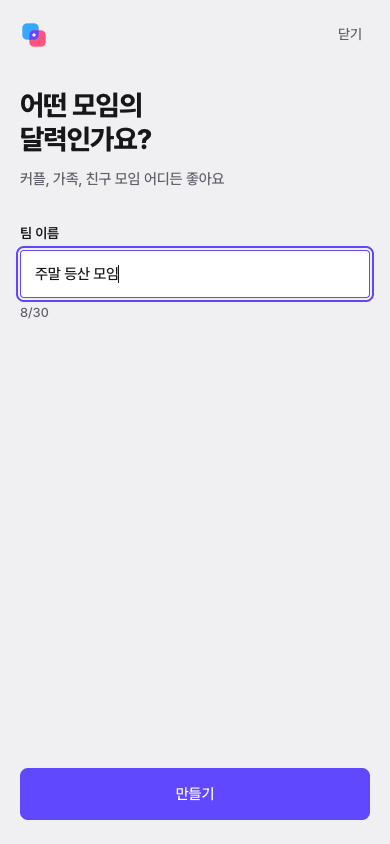 닫기
어떤 모임의
달력인가요?
커플, 가족, 친구 모임 어디든 좋아요
팀 이름
주말 등산 모임
8/30
만들기